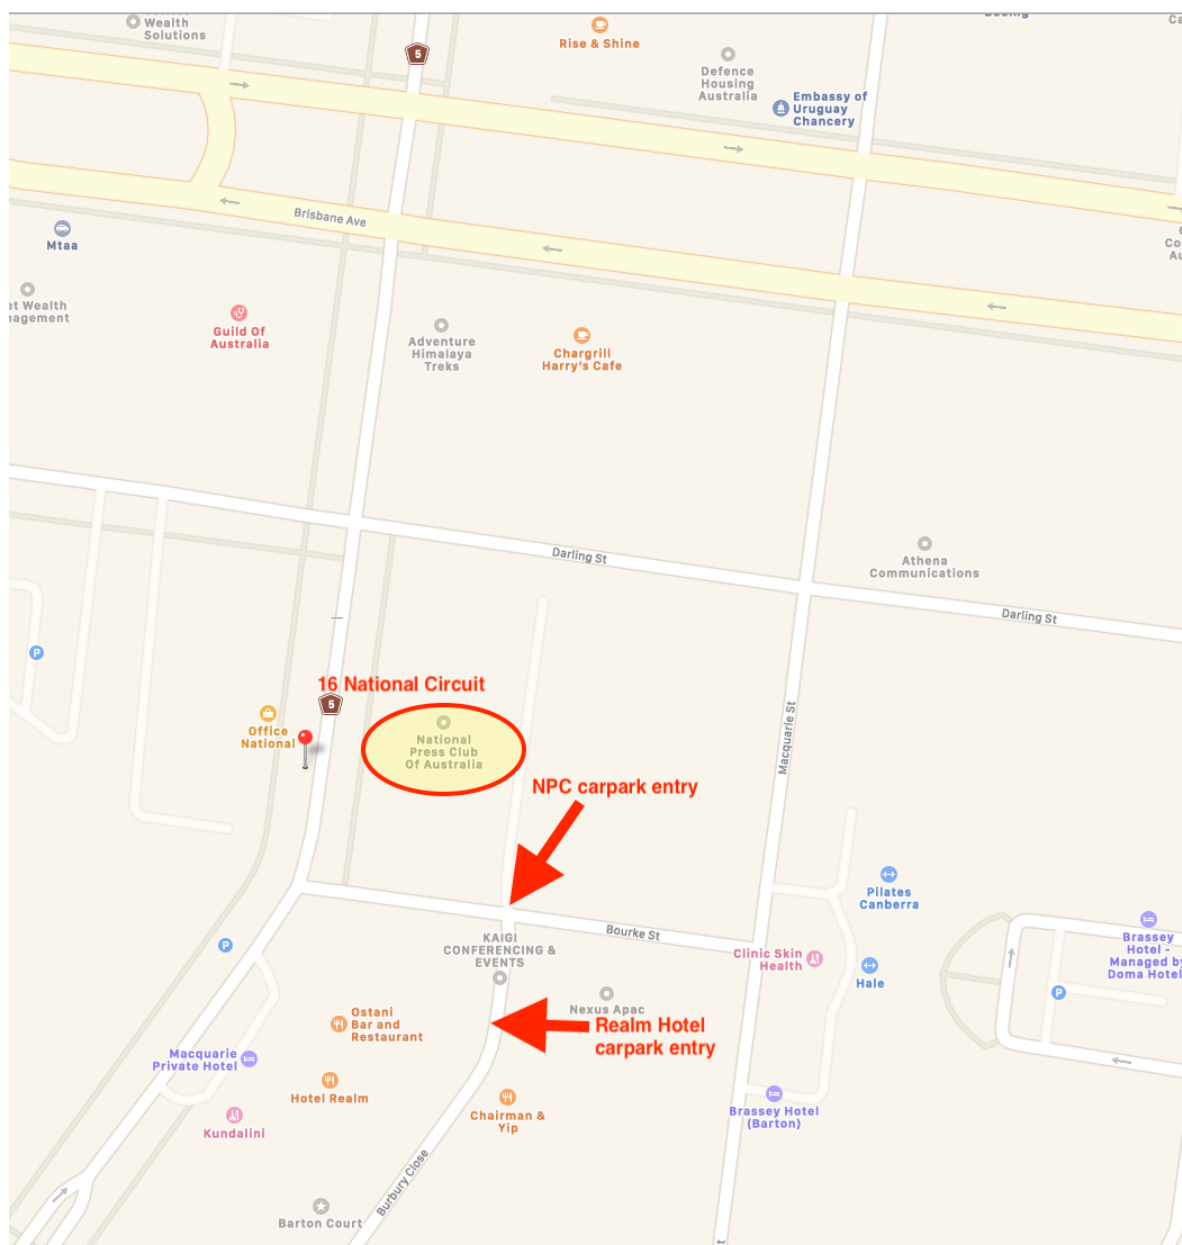 Wealth
Solutions
5
Rise & Shine
Defence
Housing
Australia
Embassy of
Uruguay
Chancery
Brisbane Ave
Mtaa
Guild Of
Australia
Adventure
Himalaya
Treks
Chargrill
Harry's Cafe
et Wealth
nagement
Darling St
Athena
Communications
Darling St
P
16 National Circuit
5
Office
National
National
Press Club
Of Australia
Macquarie St
NPC carpark entry
Pilates
Canberra
Bourke St
P
KAIGI
CONFERENCING &
EVENTS
Clinic Skin
Health
Hale
Brassey
Hotel -
Managed by
Doma Hotel
P
Nexus Apac
Ostani
Bar and
Restaurant
Realm Hotel
carpark entry
Macquarie
Private Hotel
Hotel Realm
Chairman &
Yip
Brassey Hotel
(Barton)
Kundalini
Burbury Close
Barton Court